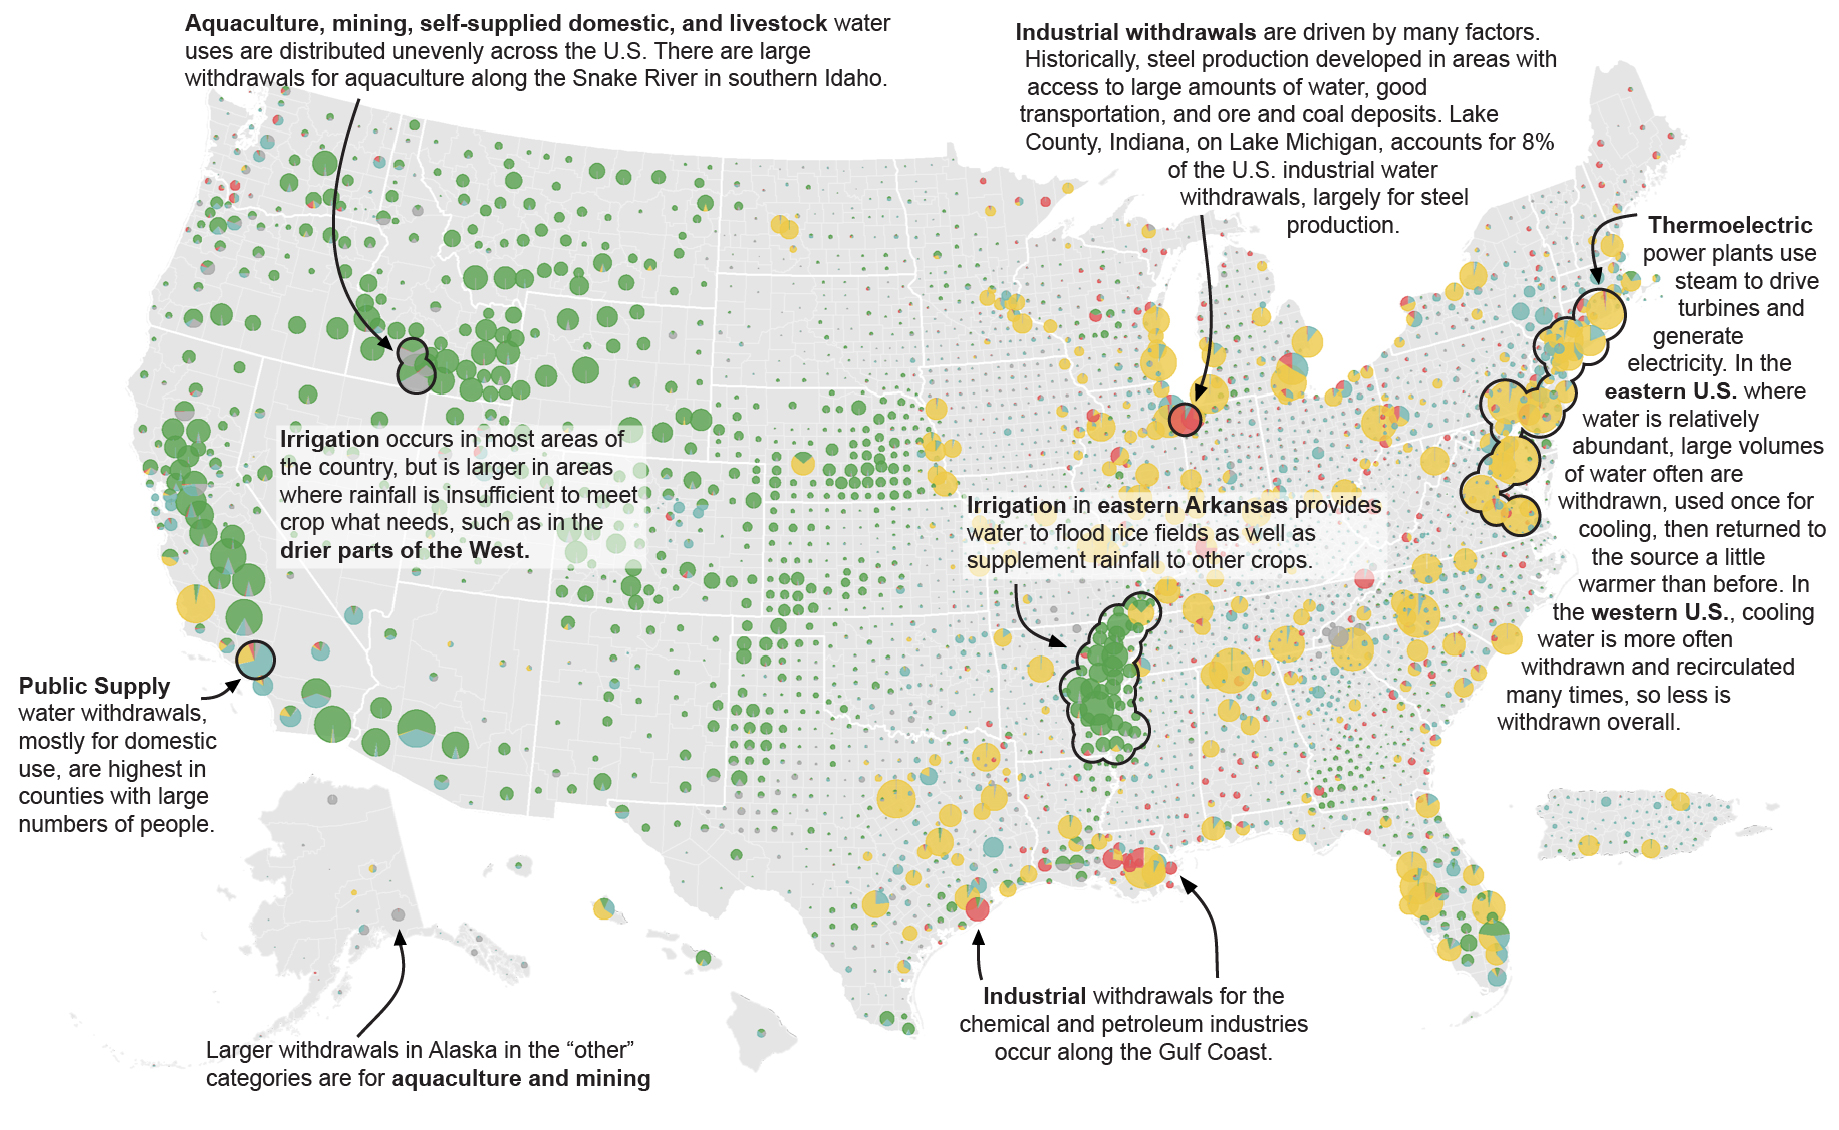 Aquaculture, mining, self-supplied domestic, and livestock water
uses are distributed unevenly across the U.S. There are large
withdrawals for aquaculture along the Snake River in southern Idaho.
Industrial withdrawals are driven by many factors.
Historically, steel production developed in areas with
access to large amounts of water, good
transportation, and ore and coal deposits. Lake
County, Indiana, on Lake Michigan, accounts for 8%
of the U.S. industrial water
withdrawals, largely for steel
production.
Thermoelectric
power plants use
steam to drive
turbines and
generate
electricity. In the
eastern U.S. where
water is relatively
abundant, large volumes
of water often are
withdrawn, used once for
cooling, then returned to
the source a little
warmer than before. In
the western U.S., cooling
water is more often
withdrawn and recirculated
many times, so less is
withdrawn overall.
Irrigation occurs in most areas of
the country, but is larger in areas
where rainfall is insufficient to meet
crop what needs, such as in the
drier parts of the West.
Irrigation in eastern Arkansas provides
water to flood rice fields as well as
supplement rainfall to other crops.
Public Supply
water withdrawals,
mostly for domestic
use, are highest in
counties with large
numbers of people.
Industrial withdrawals for the
chemical and petroleum industries
occur along the Gulf Coast.
Larger withdrawals in Alaska in the “other”
categories are for aquaculture and mining